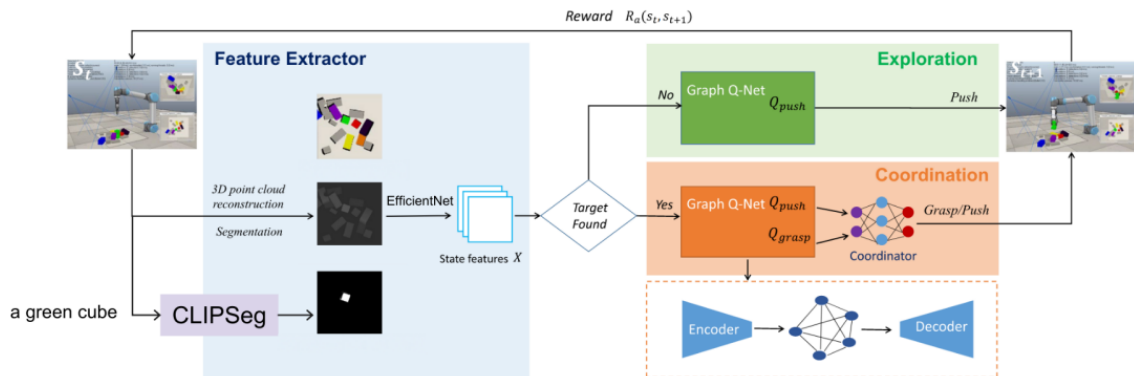 Reward R_a(s_t, s_{t+1})
s_t
Feature Extractor
Exploration
s_{t+1}
Graph Q-Net
Q_push
No
Push
3D point cloud
reconstruction
Segmentation
EfficientNet
State features X
Target
Found
Yes
Coordination
Graph Q-Net
Q_push
Q_grasp
Grasp/Push
Coordinator
a green cube
CLIPSeg
Encoder
Decoder